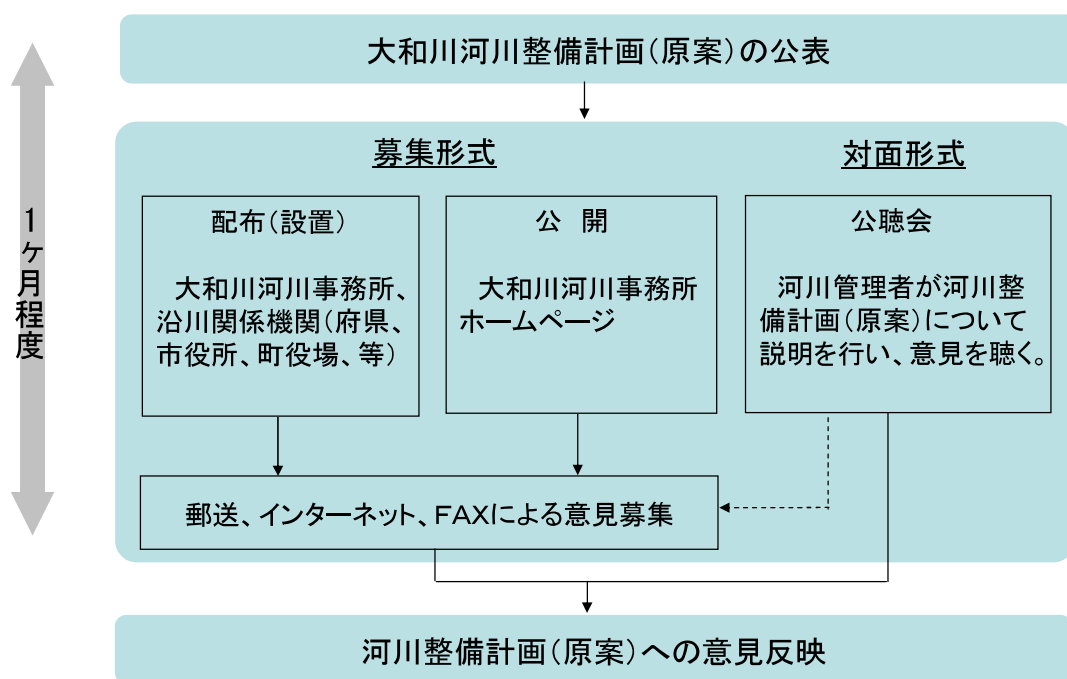 大和川河川整備計画(原案)の公表
1ヶ月程度
募集形式
対面形式
配布(設置)
大和川河川事務所、
沿川関係機関(府県、
市役所、町役場、等)
公　開
大和川河川事務所
ホームページ
公聴会
河川管理者が河川整
備計画(原案)について
説明を行い、意見を聴く。
郵送、インターネット、FAXによる意見募集
河川整備計画(原案)への意見反映